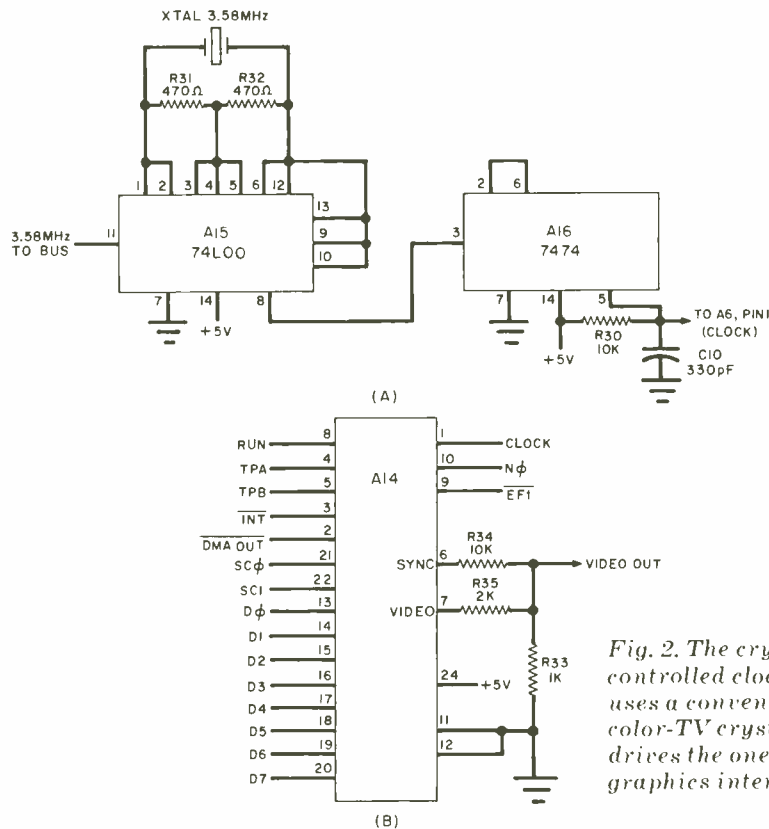 XTAL 3.58MHz
R31
470Ω
R32
470Ω
1 2 3 4 5 6 12
A15
74L00
13
9
10
11
3.58MHz
TO BUS
7 14 8
+5V
2 6
A16
7474
3
7 14 5
+5V
R30
10K
TO A6, PIN1
(CLOCK)
C10
330pF
(A)
A14
RUN 8
TPA 4
TPB 5
INT 3
DMA OUT 2
SCφ 21
SC1 22
Dφ 13
D1 14
D2 15
D3 16
D4 17
D5 18
D6 19
D7 20
1 CLOCK
10 Nφ
9 EF1
SYNC 6
R34
10K
VIDEO OUT
VIDEO 7
R35
2K
R33
1K
24 +5V
11
12
(B)
Fig. 2. The cry
controlled cloc
uses a conven
color-TV cryst
drives the one
graphics inter